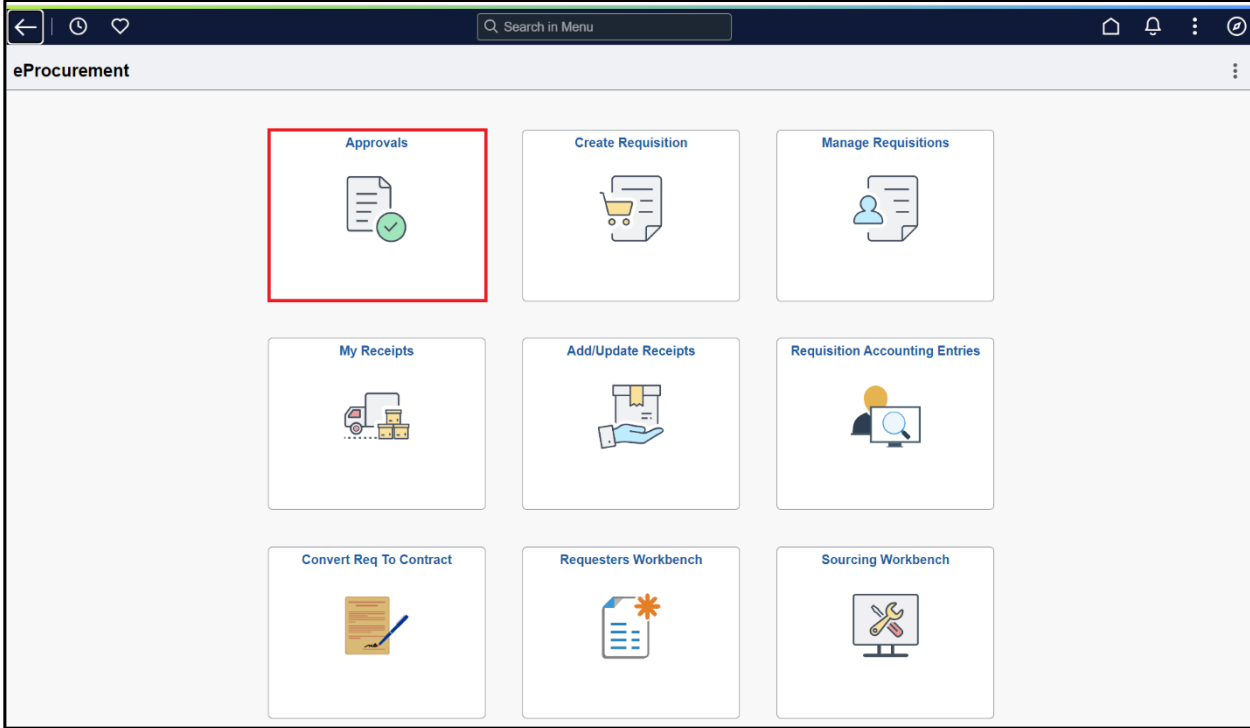 Search in Menu
eProcurement
Approvals
Create Requisition
Manage Requisitions
My Receipts
Add/Update Receipts
Requisition Accounting Entries
Convert Req To Contract
Requesters Workbench
Sourcing Workbench